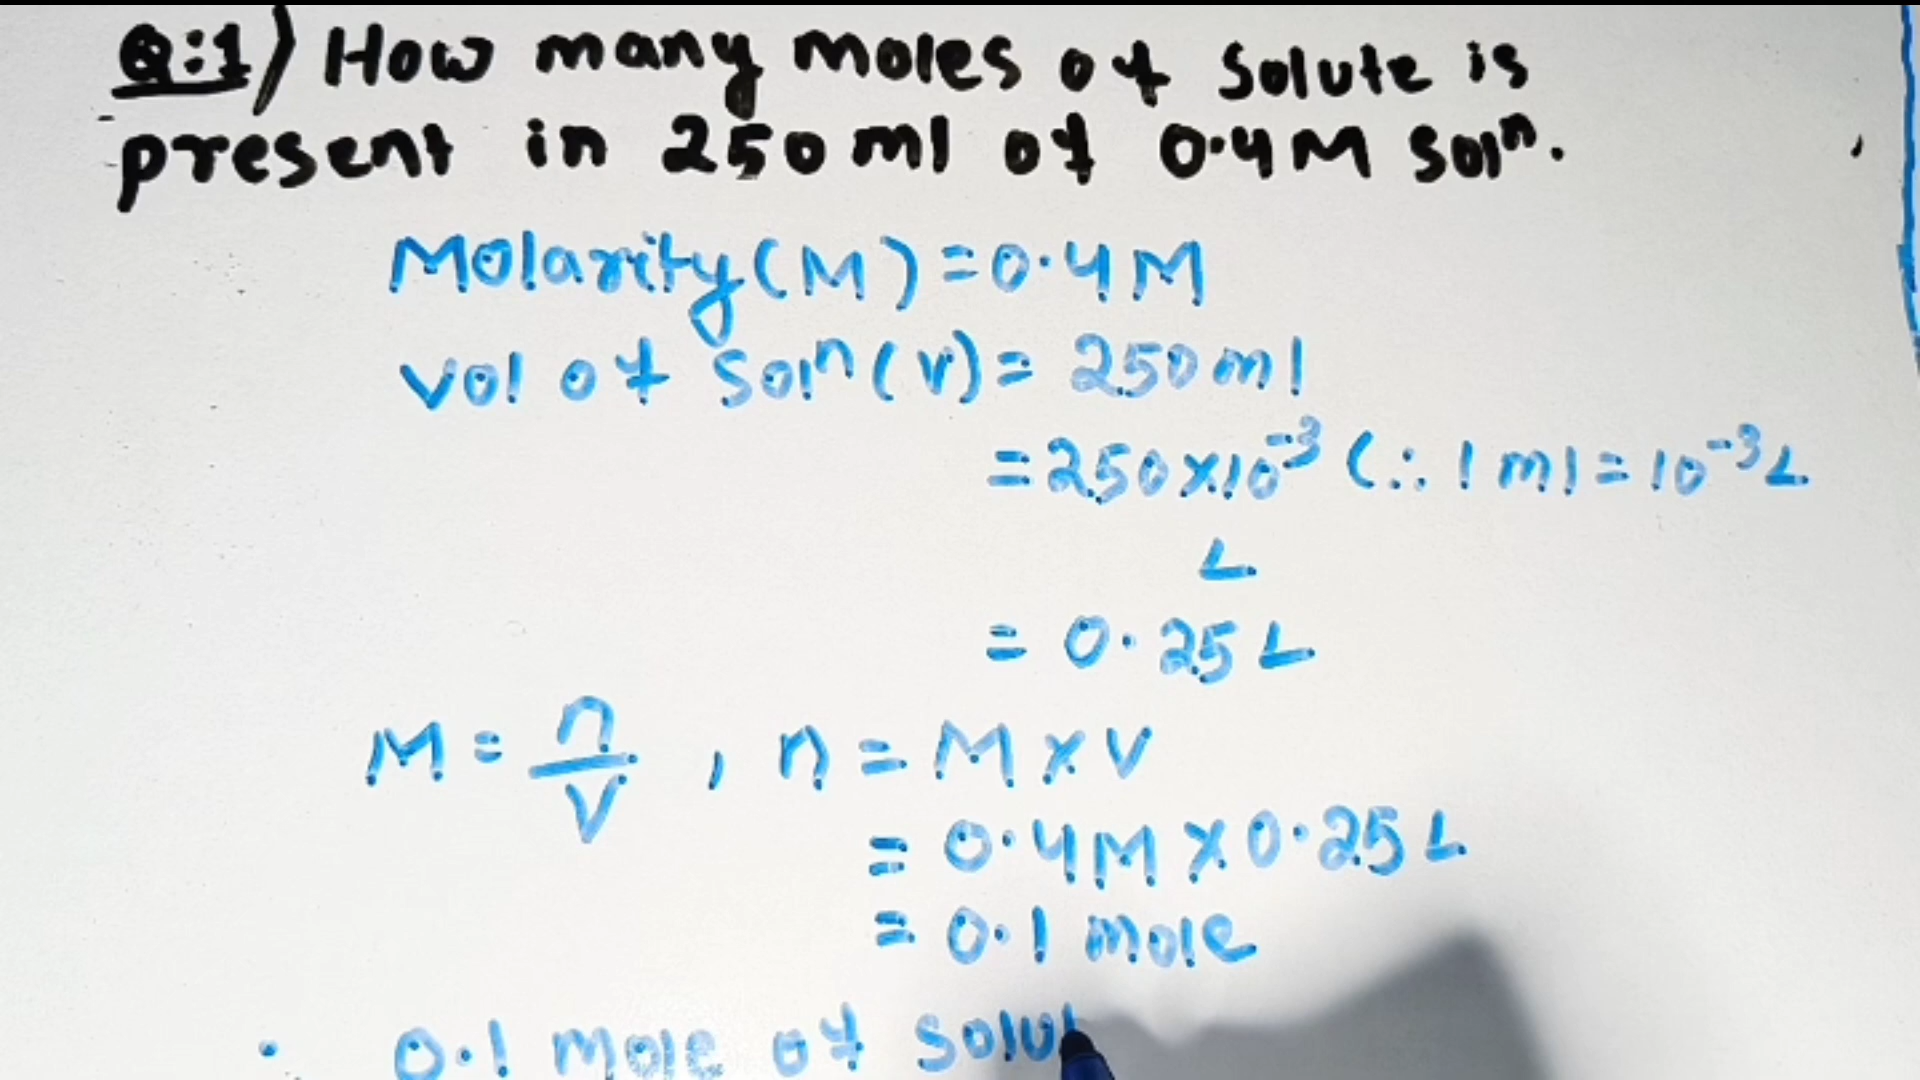 Q:1) How many moles of solute is
present in 250 ml of 0.4M solⁿ.
Molarity(M) = 0.4M
vol of solⁿ(v) = 250 ml
= 250×10⁻³ (∴ 1 ml = 10⁻³ L
L
= 0.25 L
M = n/V , n = M×V
= 0.4M × 0.25 L
= 0.1 mole
0.1 mole of